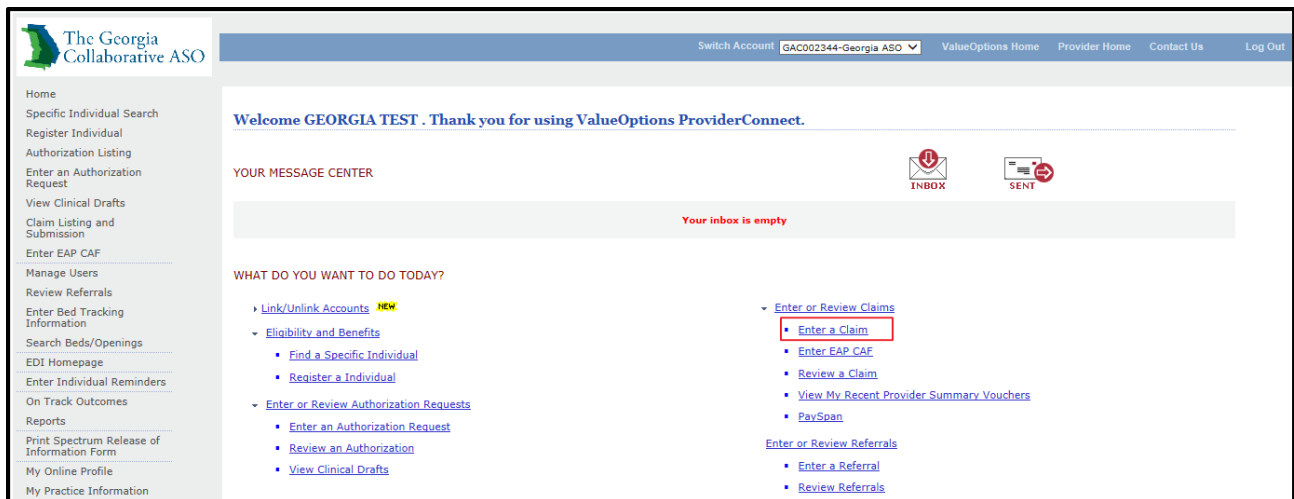 The Georgia
Collaborative ASO
Switch Account GAC002344-Georgia ASO ValueOptions Home Provider Home Contact Us Log Out
Home
Specific Individual Search
Register Individual
Authorization Listing
Enter an Authorization
Request
View Clinical Drafts
Claim Listing and
Submission
Enter EAP CAF
Manage Users
Review Referrals
Enter Bed Tracking
Information
Search Beds/Openings
EDI Homepage
Enter Individual Reminders
On Track Outcomes
Reports
Print Spectrum Release of
Information Form
My Online Profile
My Practice Information
Welcome GEORGIA TEST . Thank you for using ValueOptions ProviderConnect.
YOUR MESSAGE CENTER
INBOX
SENT
Your inbox is empty
WHAT DO YOU WANT TO DO TODAY?
Link/Unlink Accounts NEW
Eligibility and Benefits
Find a Specific Individual
Register a Individual
Enter or Review Authorization Requests
Enter an Authorization Request
Review an Authorization
View Clinical Drafts
Enter or Review Claims
Enter a Claim
Enter EAP CAF
Review a Claim
View My Recent Provider Summary Vouchers
PaySpan
Enter or Review Referrals
Enter a Referral
Review Referrals